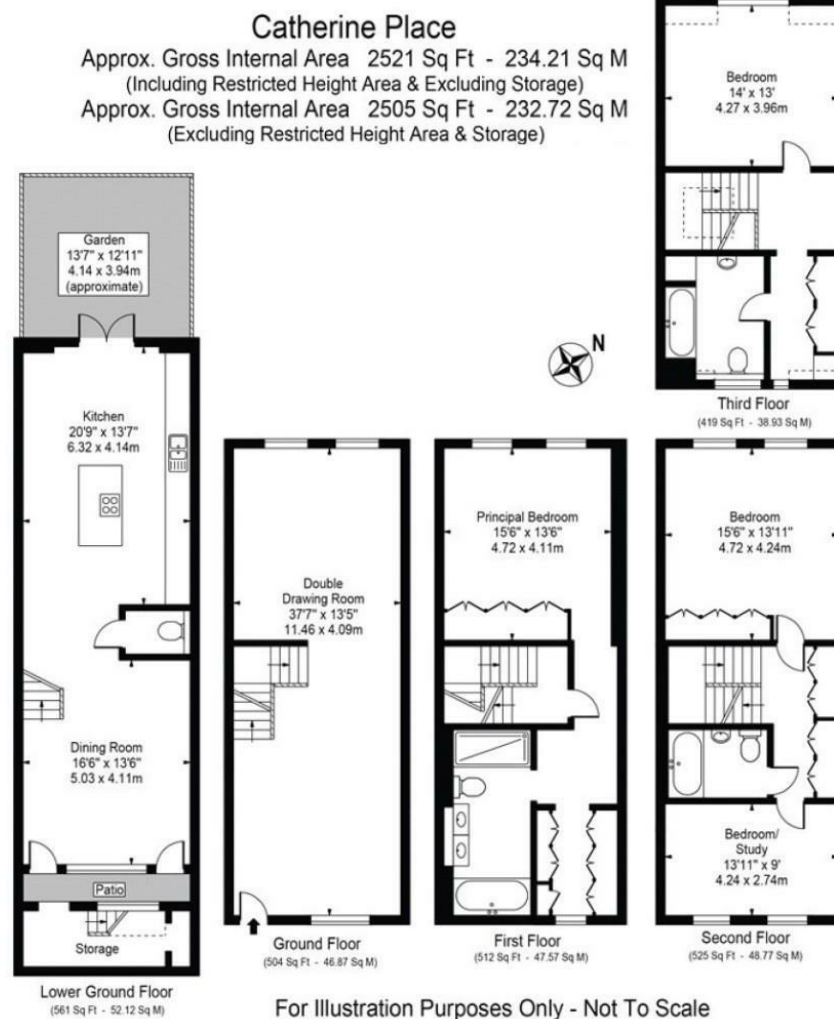 Catherine Place
Approx. Gross Internal Area 2521 Sq Ft - 234.21 Sq M
(Including Restricted Height Area & Excluding Storage)
Approx. Gross Internal Area 2505 Sq Ft - 232.72 Sq M
(Excluding Restricted Height Area & Storage)
Bedroom
14' x 13'
4.27 x 3.96m
Third Floor
(419 Sq Ft - 38.93 Sq M)
N
Garden
13'7" x 12'11"
4.14 x 3.94m
(approximate)
Kitchen
20'9" x 13'7"
6.32 x 4.14m
Dining Room
16'6" x 13'6"
5.03 x 4.11m
Patio
Storage
Lower Ground Floor
(561 Sq Ft - 52.12 Sq M)
Double
Drawing Room
37'7" x 13'5"
11.46 x 4.09m
Ground Floor
(504 Sq Ft - 46.87 Sq M)
Principal Bedroom
15'6" x 13'6"
4.72 x 4.11m
First Floor
(512 Sq Ft - 47.57 Sq M)
Bedroom
15'6" x 13'11"
4.72 x 4.24m
Bedroom/
Study
13'11" x 9'
4.24 x 2.74m
Second Floor
(525 Sq Ft - 48.77 Sq M)
For Illustration Purposes Only - Not To Scale